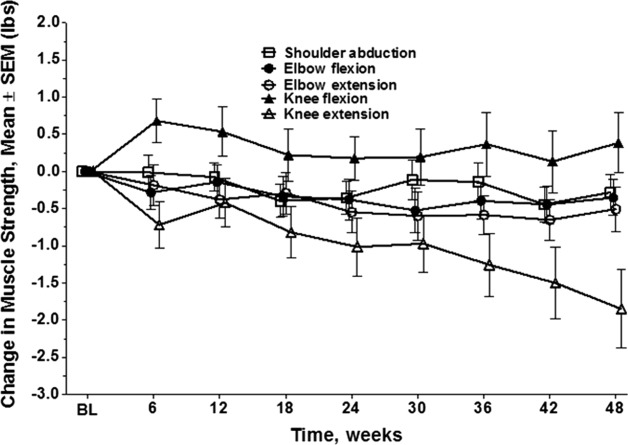 Change in Muscle Strength, Mean ± SEM (lbs)
2.0
1.5
1.0
0.5
0.0
-0.5
-1.0
-1.5
-2.0
-2.5
-3.0
Shoulder abduction
Elbow flexion
Elbow extension
Knee flexion
Knee extension
BL 6 12 18 24 30 36 42 48
Time, weeks